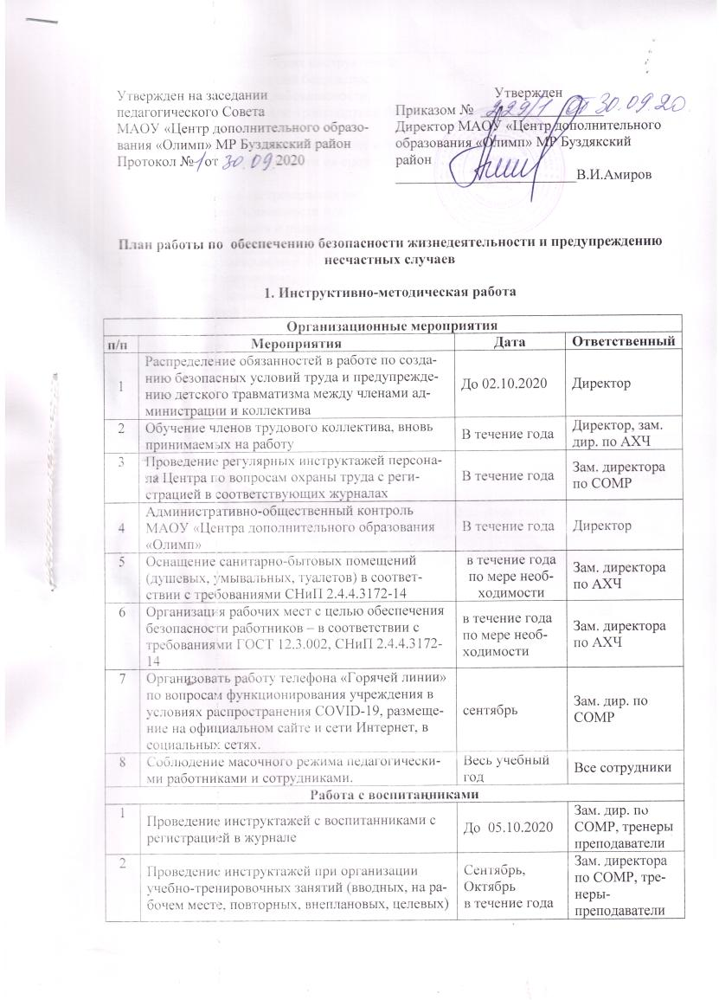 Утвержден на заседании
педагогического Совета
МАОУ «Центр дополнительного образо-
вания «Олимп» МР Буздякский район
Протокол № 1 от 30.09.2020
Утвержден
Приказом № 229/1 от 30.09.20.
Директор МАОУ «Центр дополнительного
образования «Олимп» МР Буздякский
район
В.И.Амиров
План работы по обеспечению безопасности жизнедеятельности и предупреждению
несчастных случаев
1. Инструктивно-методическая работа
Организационные мероприятия
п/п Мероприятия Дата Ответственный
1
Распределение обязанностей в работе по созда-
нию безопасных условий труда и предупрежде-
нию детского травматизма между членами ад-
министрации и коллектива
До 02.10.2020
Директор
2
Обучение членов трудового коллектива, вновь
принимаемых на работу
В течение года
Директор, зам.
дир. по АХЧ
3
Проведение регулярных инструктажей персона-
ла Центра по вопросам охраны труда с реги-
страцией в соответствующих журналах
В течение года
Зам. директора
по СОМР
4
Административно-общественный контроль
МАОУ «Центра дополнительного образования
«Олимп»
В течение года
Директор
5
Оснащение санитарно-бытовых помещений
(душевых, умывальных, туалетов) в соответ-
ствии с требованиями СНиП 2.4.4.3172-14
в течение года
по мере необ-
ходимости
Зам. директора
по АХЧ
6
Организация рабочих мест с целью обеспечения
безопасности работников – в соответствии с
требованиями ГОСТ 12.3.002, СНиП 2.4.4.3172-
14
в течение года
по мере необ-
ходимости
Зам. директора
по АХЧ
7
Организовать работу телефона «Горячей линии»
по вопросам функционирования учреждения в
условиях распространения COVID-19, размеще-
ние на официальном сайте и сети Интернет, в
социальных сетях.
сентябрь
Зам. дир. по
СОМР
8
Соблюдение масочного режима педагогически-
ми работниками и сотрудниками.
Весь учебный
год
Все сотрудники
Работа с воспитанниками
1
Проведение инструктажей с воспитанниками с
регистрацией в журнале
До 05.10.2020
Зам. дир. по
СОМР, тренеры
преподаватели
2
Проведение инструктажей при организации
учебно-тренировочных занятий (вводных, на ра-
бочем месте, повторных, внеплановых, целевых)
Сентябрь,
Октябрь
в течение года
Зам. директора
по СОМР, тре-
неры-
преподаватели